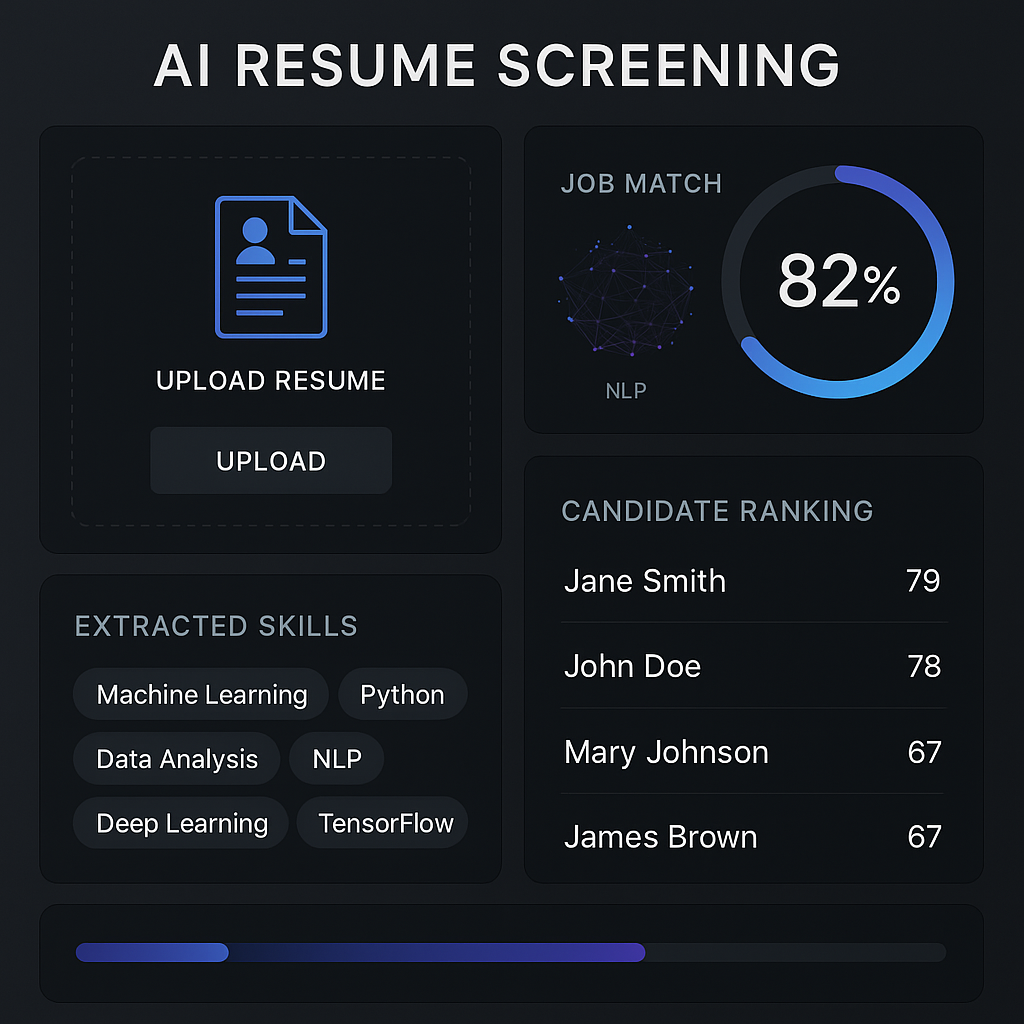 AI RESUME SCREENING
UPLOAD RESUME
UPLOAD
JOB MATCH
NLP
82%
EXTRACTED SKILLS
Machine Learning
Python
Data Analysis
NLP
Deep Learning
TensorFlow
CANDIDATE RANKING
Jane Smith 79
John Doe 78
Mary Johnson 67
James Brown 67